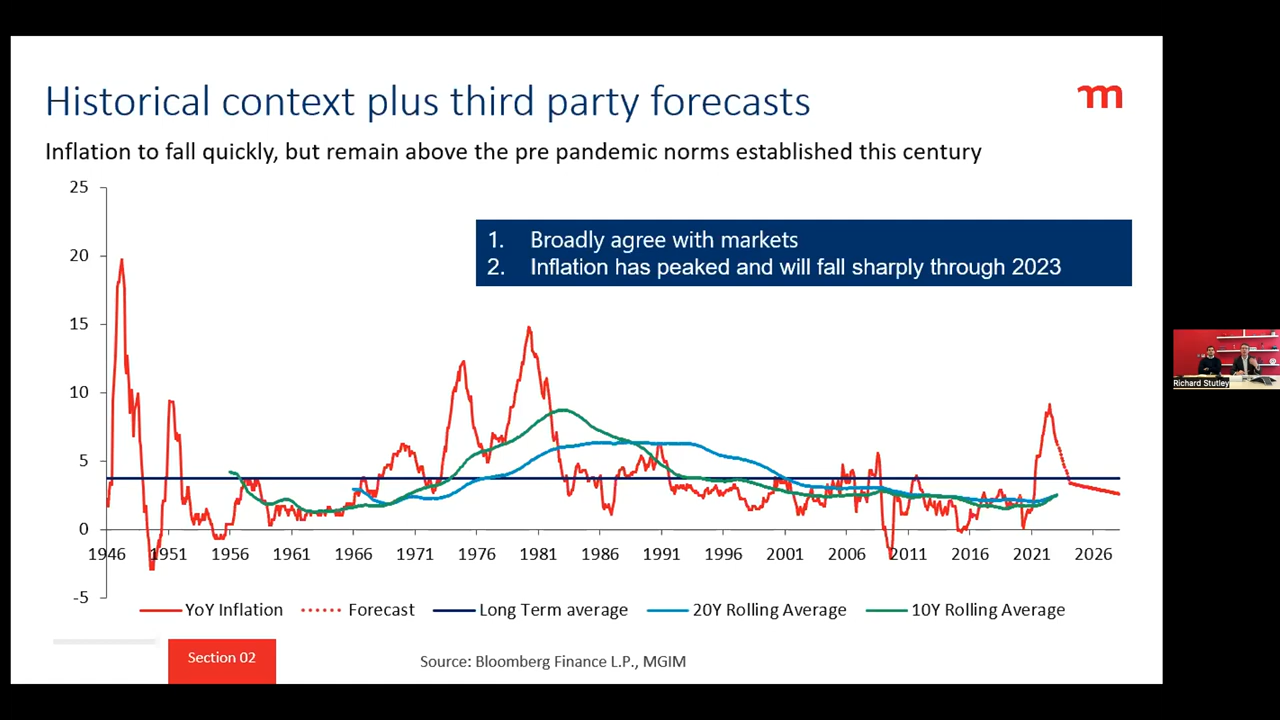 Historical context plus third party forecasts
Inflation to fall quickly, but remain above the pre pandemic norms established this century
1. Broadly agree with markets
2. Inflation has peaked and will fall sharply through 2023
25
20
15
10
5
0
-5
1946 1951 1956 1961 1966 1971 1976 1981 1986 1991 1996 2001 2006 2011 2016 2021 2026
YoY Inflation Forecast Long Term average 20Y Rolling Average 10Y Rolling Average
Section 02
Source: Bloomberg Finance L.P., MGIM
Richard Stutley